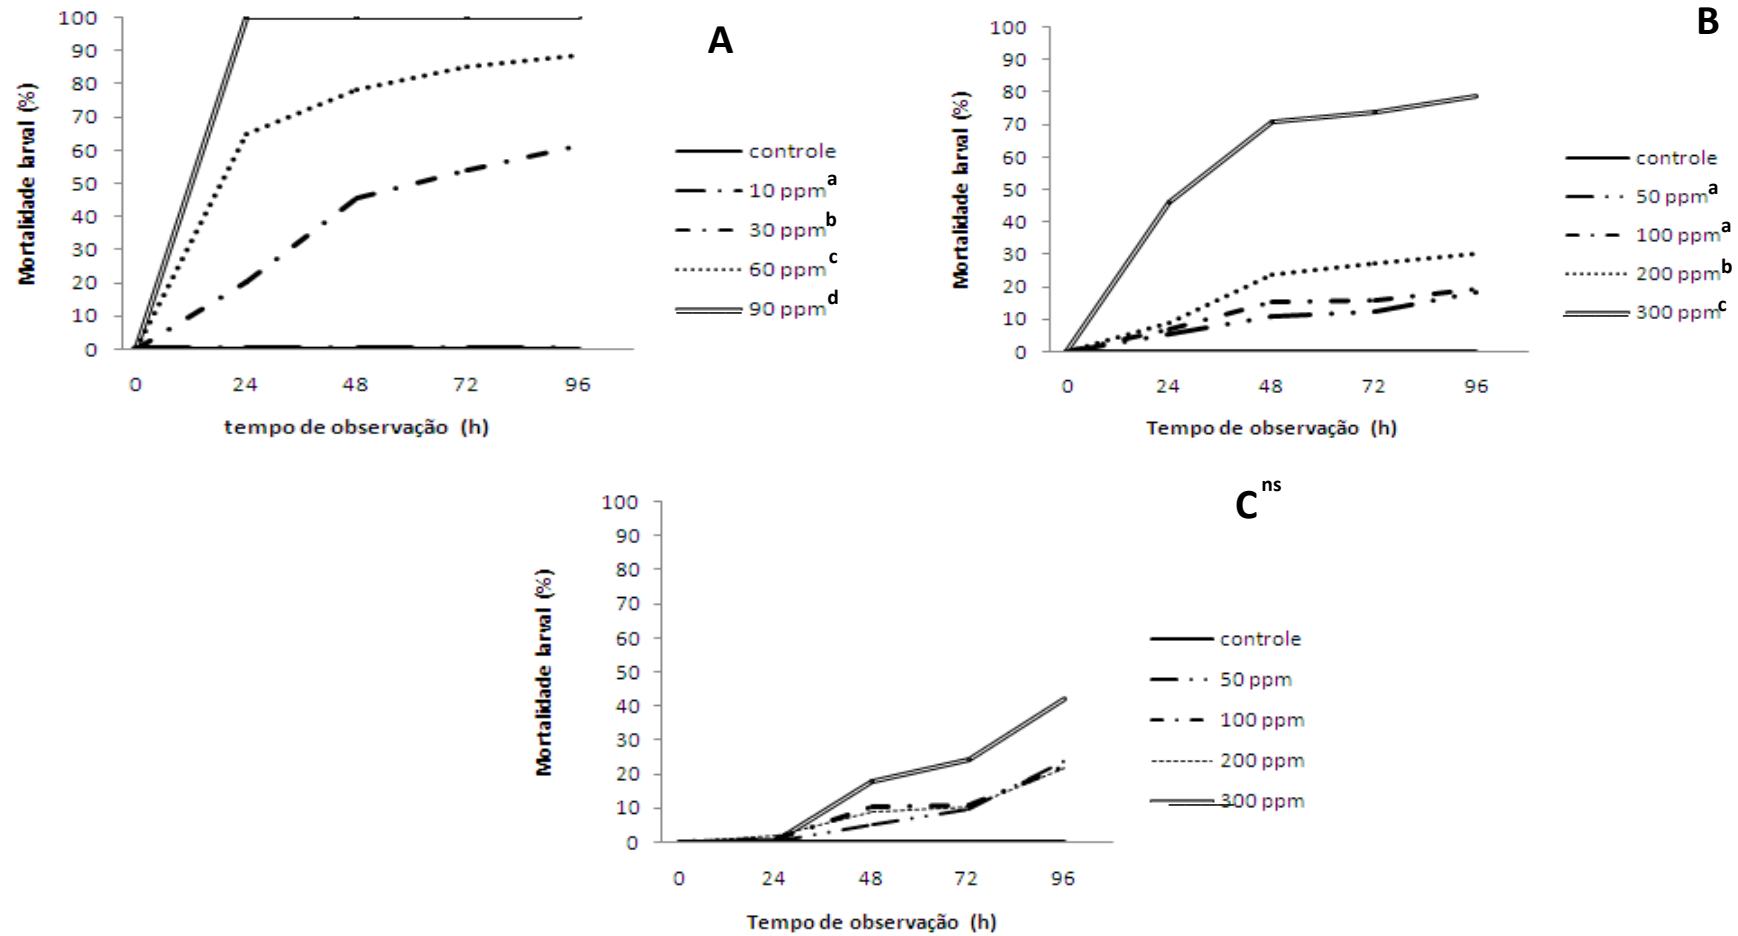 A
Mortalidade larval (%)
100
90
80
70
60
50
40
30
20
10
0
0 24 48 72 96
tempo de observação (h)
controle
10 ppm a
30 ppm b
60 ppm c
90 ppm d
B
Mortalidade larval (%)
100
90
80
70
60
50
40
30
20
10
0
0 24 48 72 96
Tempo de observação (h)
controle
50 ppm a
100 ppm a
200 ppm b
300 ppm c
C ns
Mortalidade larval (%)
100
90
80
70
60
50
40
30
20
10
0
0 24 48 72 96
Tempo de observação (h)
controle
50 ppm
100 ppm
200 ppm
300 ppm